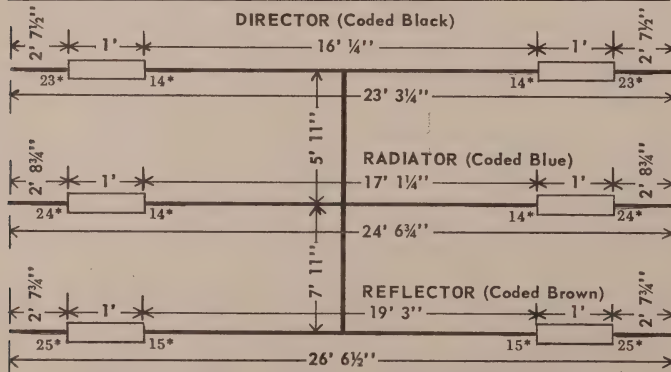 DIRECTOR (Coded Black)
2' 7½" 1' 16' ¼" 1' 2' 7½"
23* 14* 14* 23*
23' 3¼"
5' 11"
RADIATOR (Coded Blue)
2' 8¾" 1' 17' 1¼" 1' 2' 8¾"
24* 14* 14* 24*
24' 6¾"
7' 11"
REFLECTOR (Coded Brown)
2' 7¾" 1' 19' 3" 1' 2' 7¾"
25* 15* 15* 25*
26' 6½"